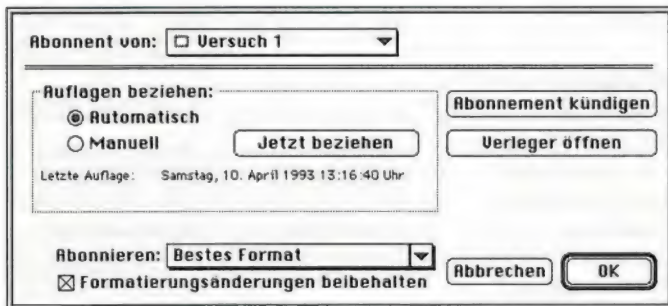 Abonnent von: Versuch 1
Auflagen beziehen:
Automatisch
Manuell
Jetzt beziehen
Letzte Auflage: Samstag, 10. April 1993 13:16:40 Uhr
Abonnement kündigen
Verleger öffnen
Abonnieren: Bestes Format
Formatierungsänderungen beibehalten
Abbrechen
OK